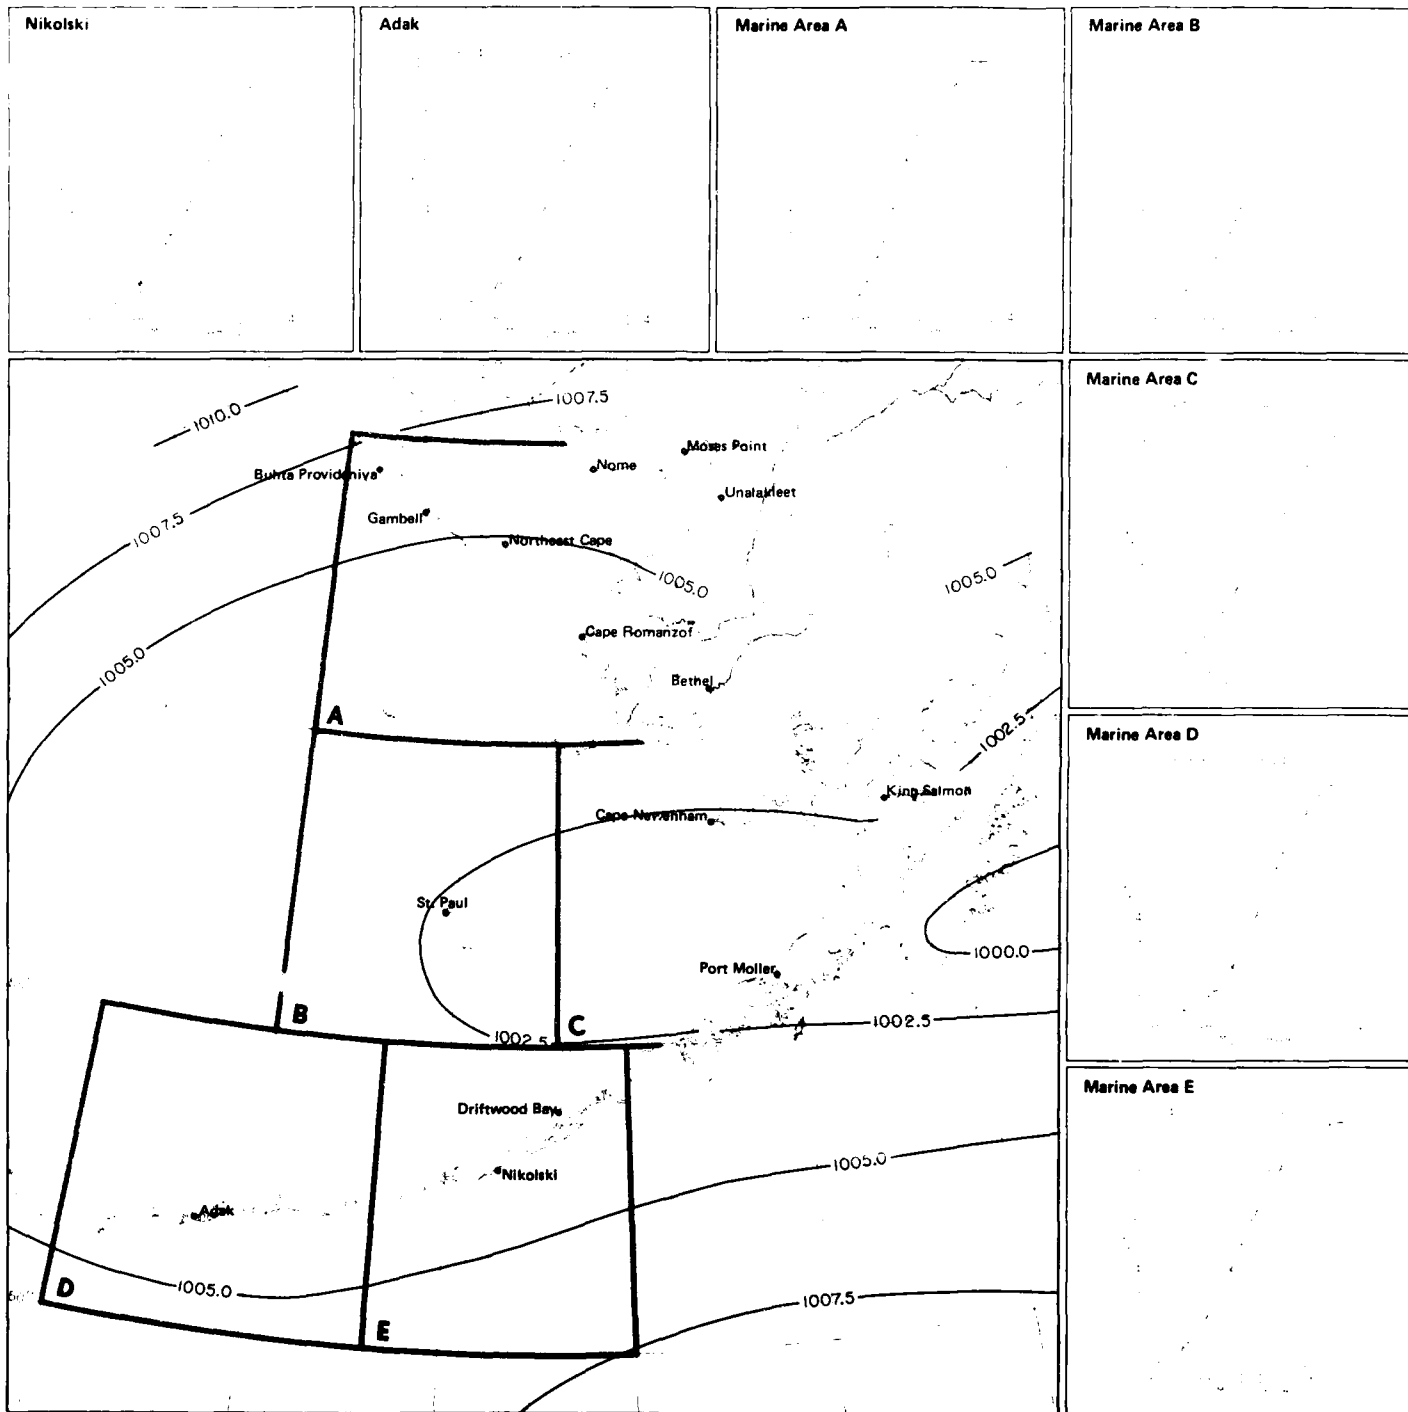 Nikolski
Adak
Marine Area A
Marine Area B
Marine Area C
Marine Area D
Marine Area E
1010.0
1007.5
Moses Point
Buhta Provideniya
Nome
Unalakleet
Gambell
1007.5
Northeast Cape
1005.0
1005.0
Cape Romanzof
1005.0
Bethel
A
1002.5
King Salmon
Cape Newenham
St. Paul
1000.0
Port Moller
B
C
1002.5
1002.5
Driftwood Bay
Nikolski
1005.0
Adak
D
1005.0
1007.5
E